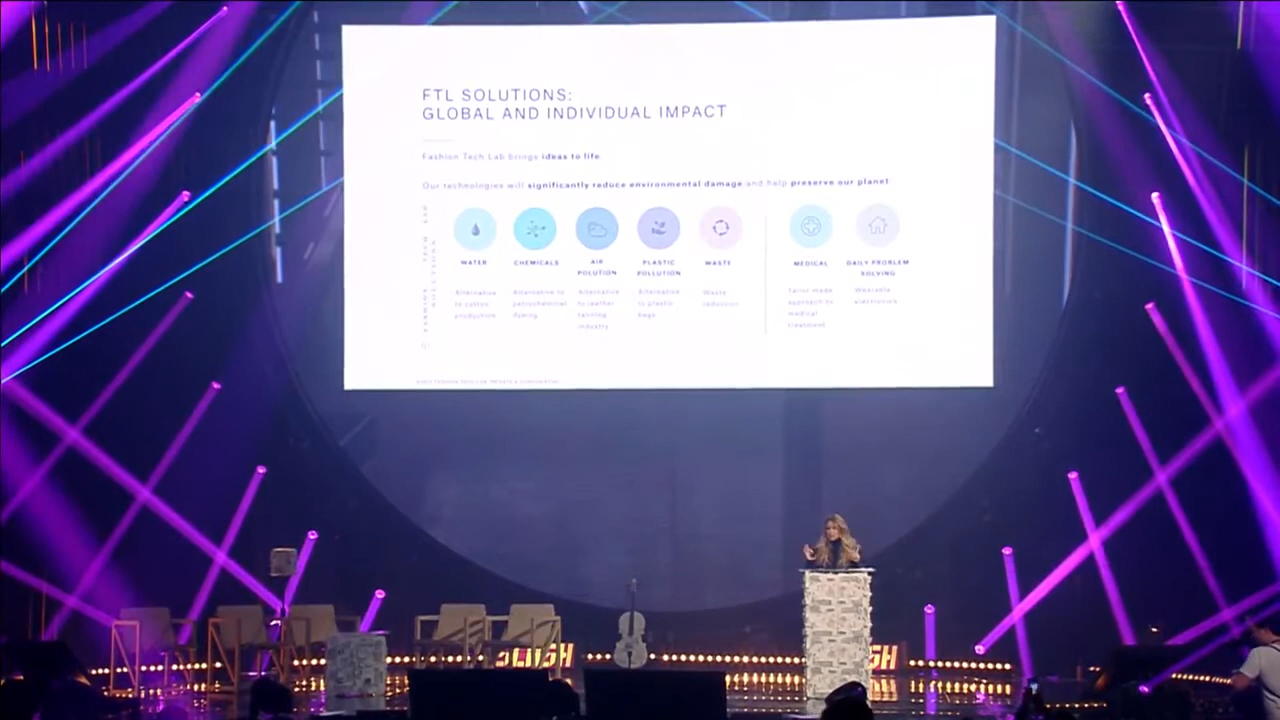 FTL SOLUTIONS:
GLOBAL AND INDIVIDUAL IMPACT
Fashion Tech Lab brings ideas to life
Our technologies will significantly reduce environmental damage and help preserve our planet
WATER
Alternative
to cotton
production
CHEMICALS
Alternative to
petrochemical
dyeing
AIR
POLUTION
Alternative
to leather
tanning
industry
PLASTIC
POLLUTION
Alternative
to plastic
bags
WASTE
Waste
reduction
MEDICAL
Tailor made
approach to
medical
treatment
DAILY PROBLEM
SOLVING
Wearable
electronics
SLUSH
SH